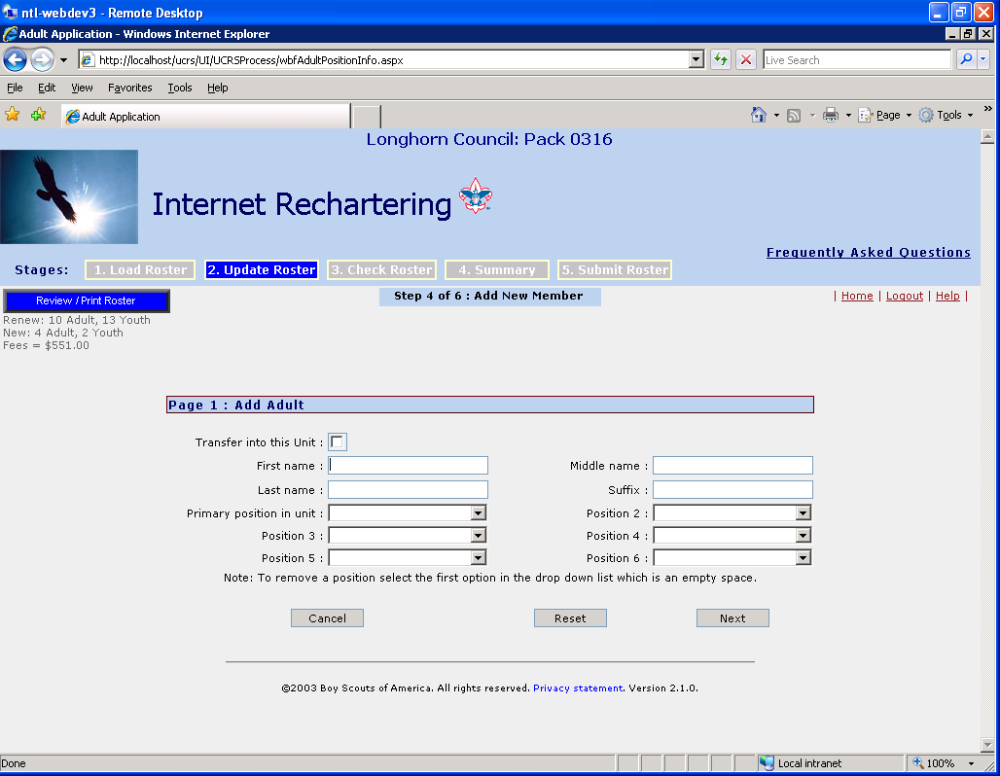 ntl-webdev3 - Remote Desktop
Adult Application - Windows Internet Explorer
http://localhost/ucrs/UI/UCRSProcess/wbfAdultPositionInfo.aspx
Live Search
File Edit View Favorites Tools Help
Adult Application
Page Tools »
Longhorn Council: Pack 0316
Internet Rechartering
Frequently Asked Questions
Stages: 1. Load Roster 2. Update Roster 3. Check Roster 4. Summary 5. Submit Roster
Review / Print Roster
Step 4 of 6 : Add New Member
| Home | Logout | Help |
Renew: 10 Adult, 13 Youth
New: 4 Adult, 2 Youth
Fees = $551.00
Page 1 : Add Adult
Transfer into this Unit :
First name : Middle name :
Last name : Suffix :
Primary position in unit : Position 2 :
Position 3 : Position 4 :
Position 5 : Position 6 :
Note: To remove a position select the first option in the drop down list which is an empty space.
Cancel Reset Next
©2003 Boy Scouts of America. All rights reserved. Privacy statement. Version 2.1.0.
Done Local intranet 100%